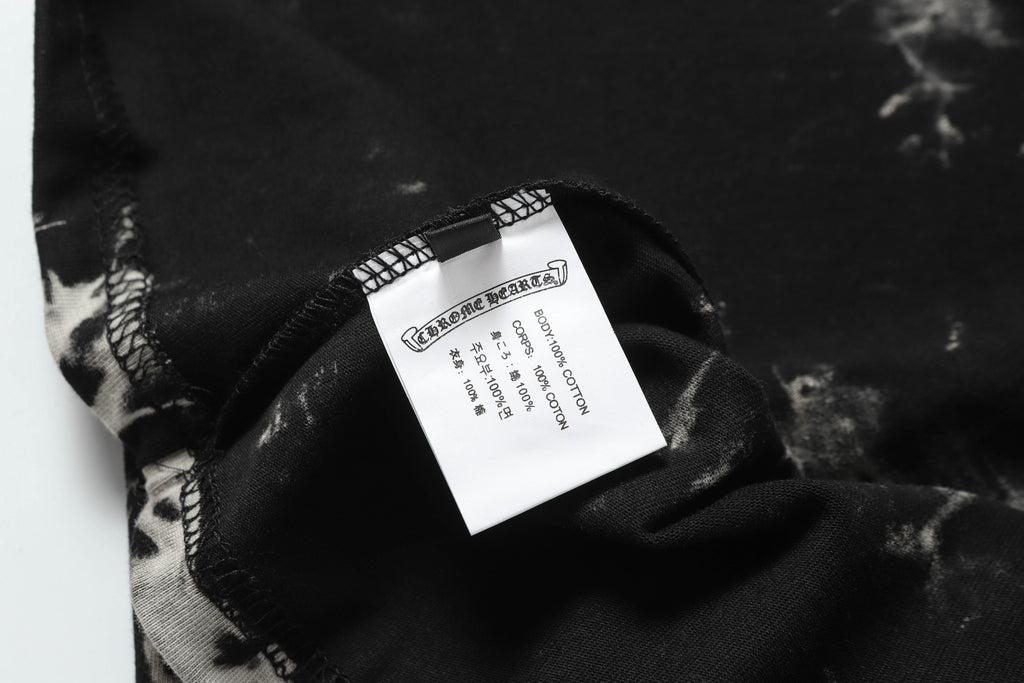 CHROME HEARTS
BODY:100% COTTON
CORPS: 100% COTON
身ごろ : 綿 100%
주요부:100%면
衣身: 100% 棉